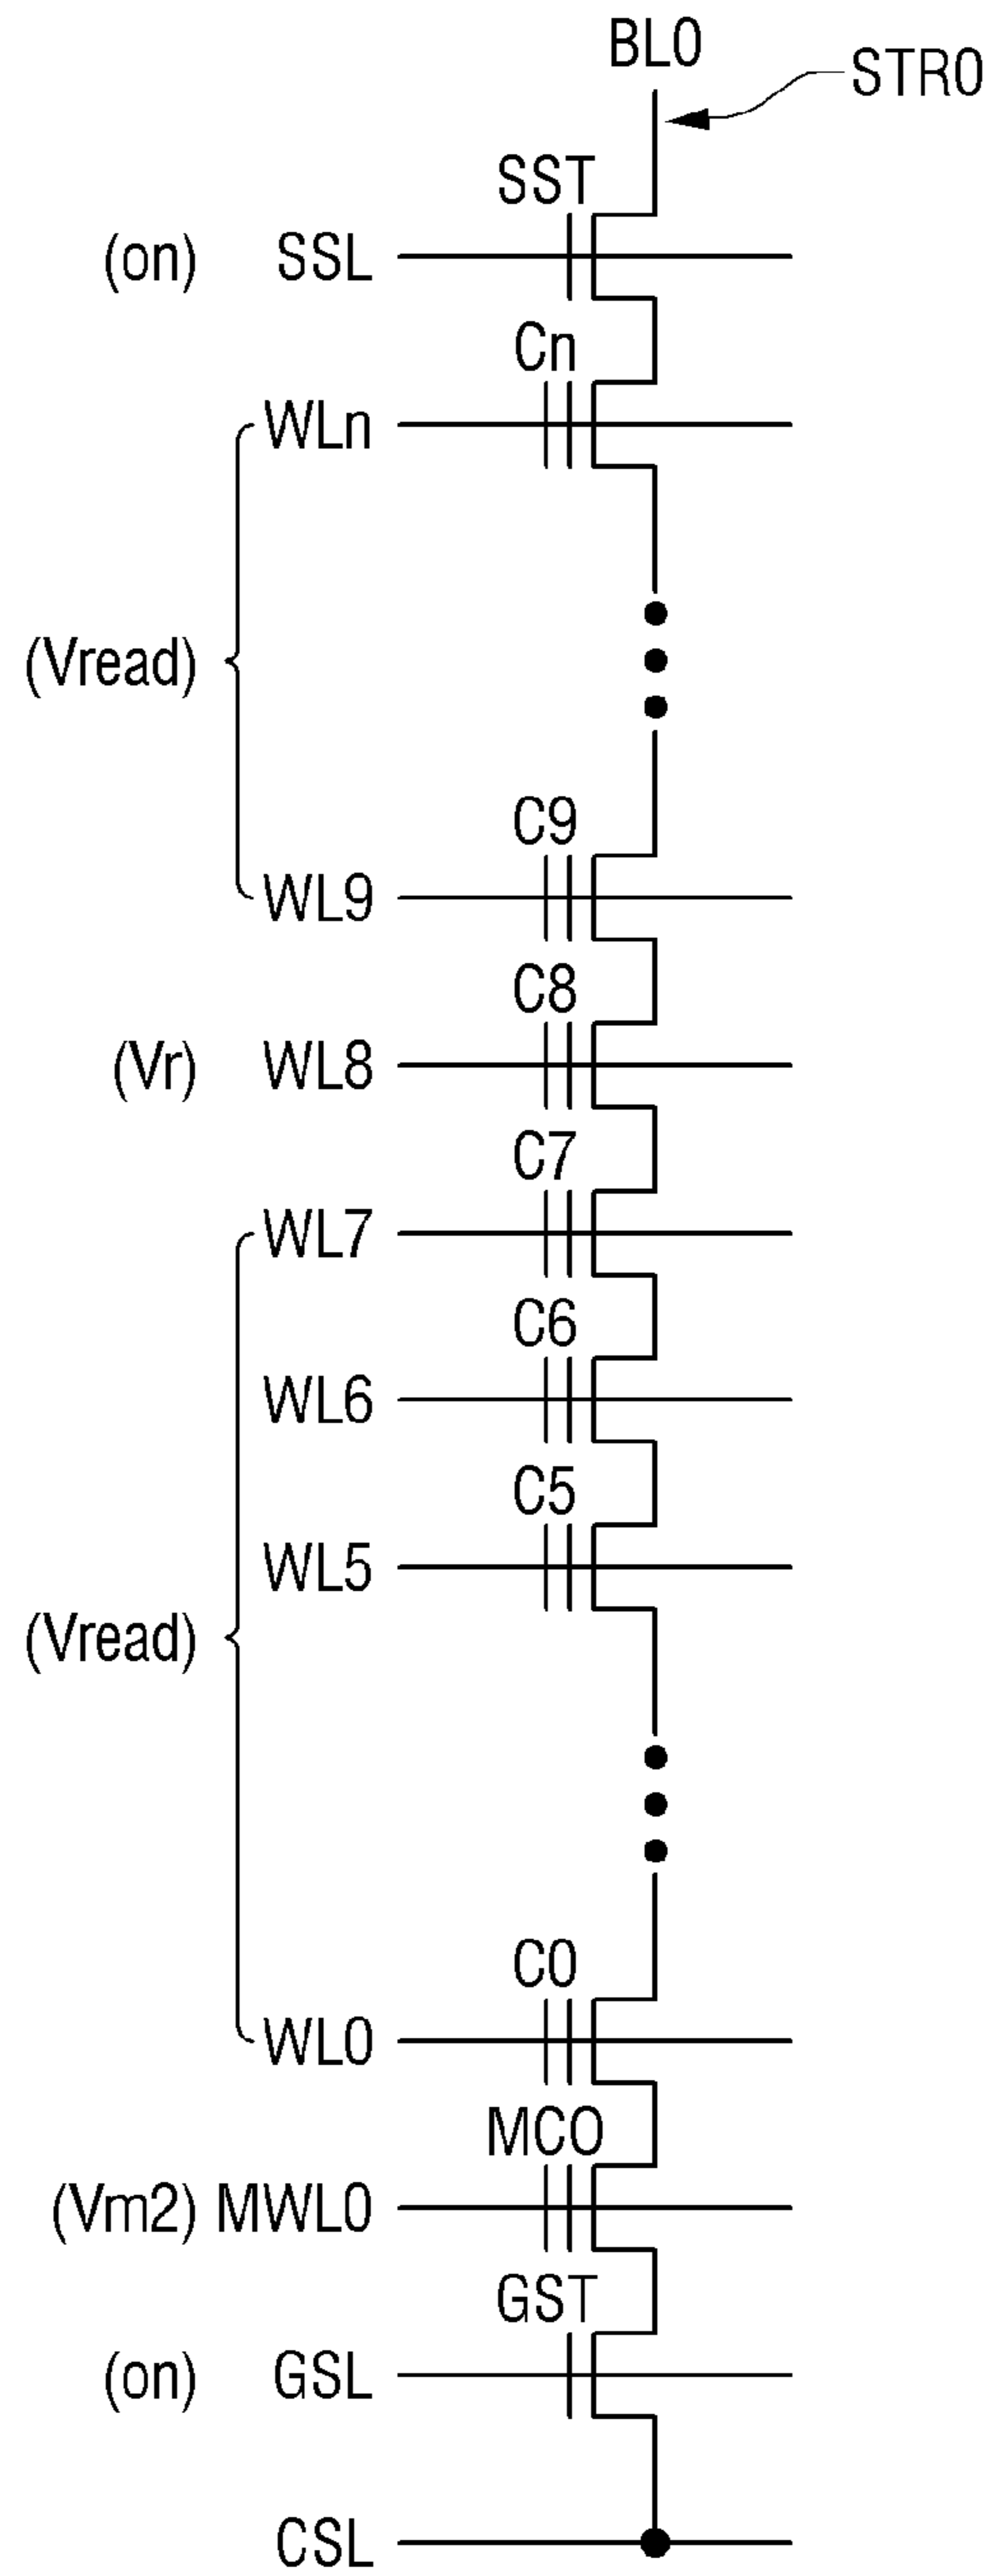 BL0
STR0
SST
(on) SSL
Cn
WLn
(Vread)
C9
WL9
C8
(Vr) WL8
C7
WL7
C6
WL6
C5
WL5
(Vread)
C0
WL0
MCO
(Vm2) MWL0
GST
(on) GSL
CSL